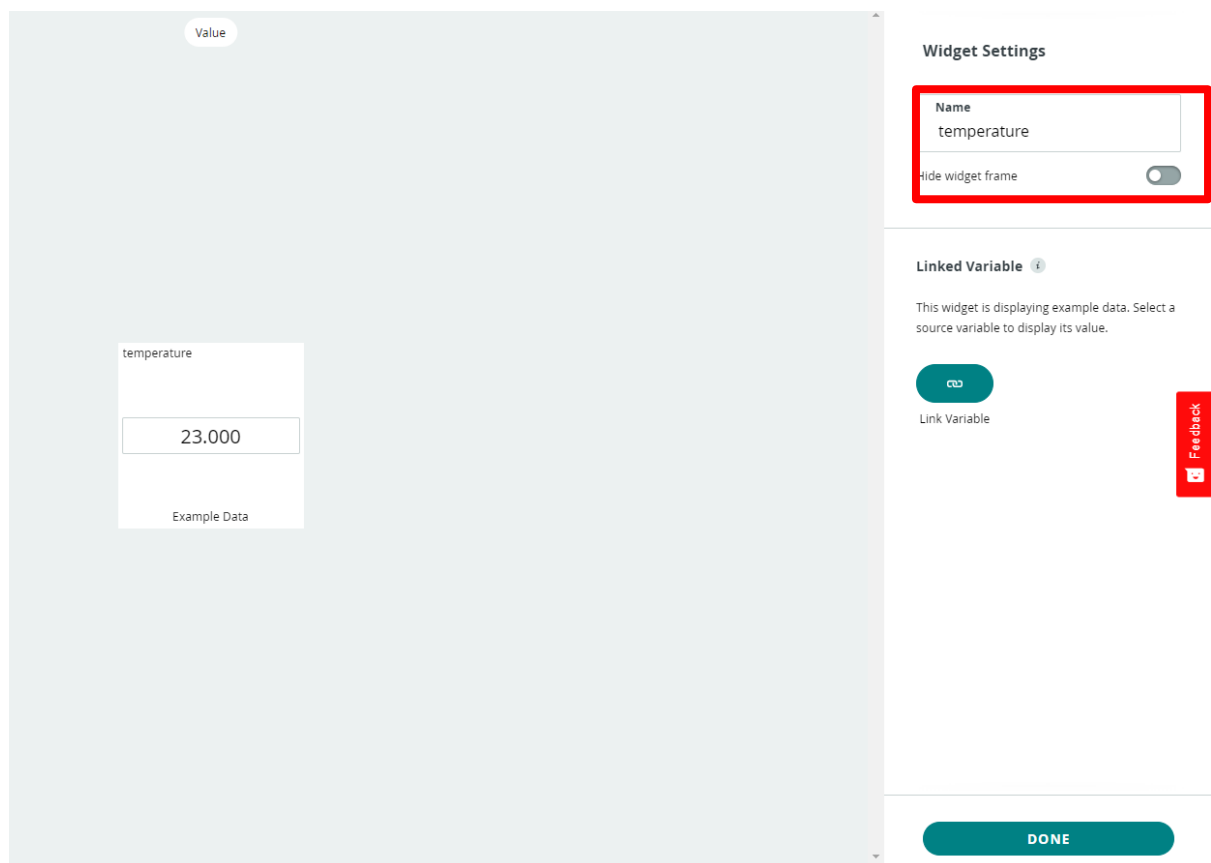 Value
temperature
23.000
Example Data
Widget Settings
Name
temperature
Hide widget frame
Linked Variable i
This widget is displaying example data. Select a
source variable to display its value.
Link Variable
Feedback
DONE